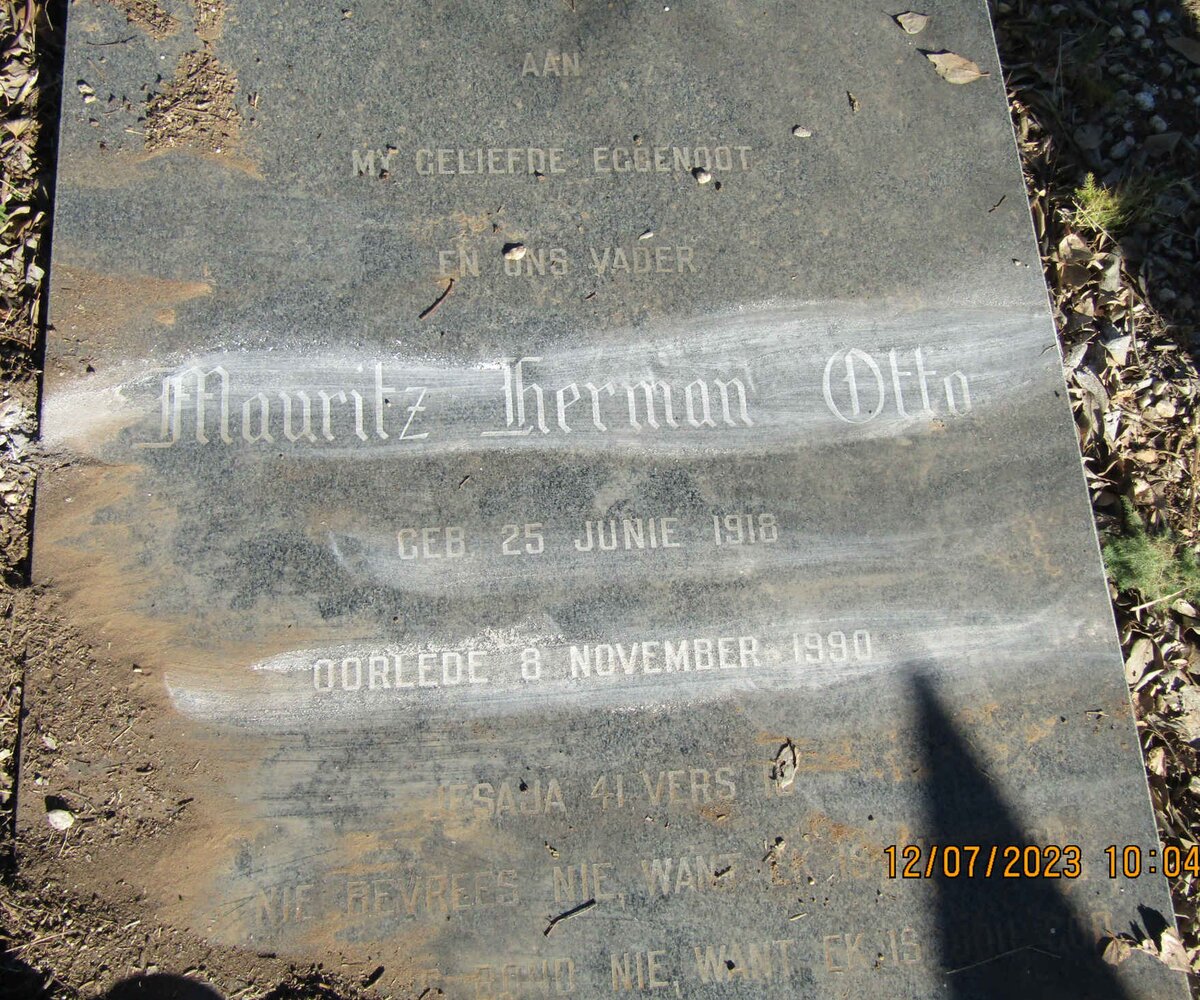 AAN
MY GELIEFDE EGGENOOT
EN ONS VADER
Mauritz Herman Otto
GEB. 25 JUNIE 1918
OORLEDE 8 NOVEMBER 1990
JESAJA 41 VERS
NIE BEVREES NIE, WANT EK IS
NIE, WANT EK IS
12/07/2023 10:04